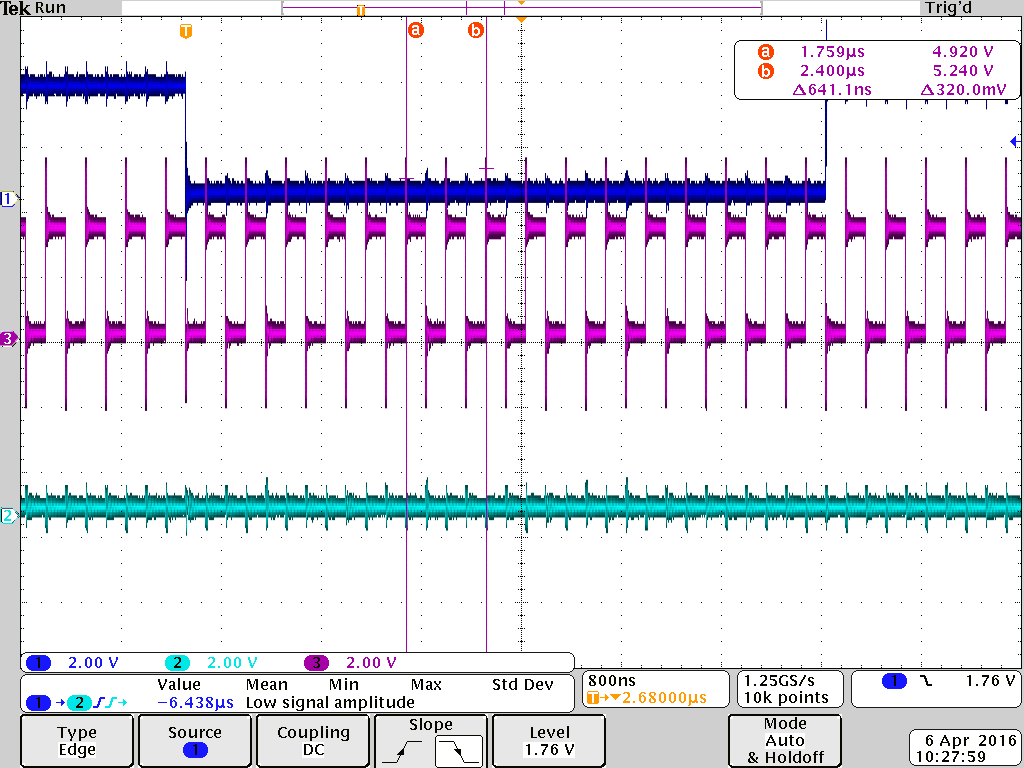 Tek Run Trig'd
T
T a b
a 1.759µs 4.920 V
b 2.400µs 5.240 V
Δ641.1ns Δ320.0mV
1
3
2
1 2.00 V 2 2.00 V 3 2.00 V
Value Mean Min Max Std Dev
1 → 2 −6.438µs Low signal amplitude
800ns
T→▼2.68000µs
1.25GS/s
10k points
1 1.76 V
Type
Edge
Source
1
Coupling
DC
Slope
Level
1.76 V
Mode
Auto
& Holdoff
6 Apr 2016
10:27:59